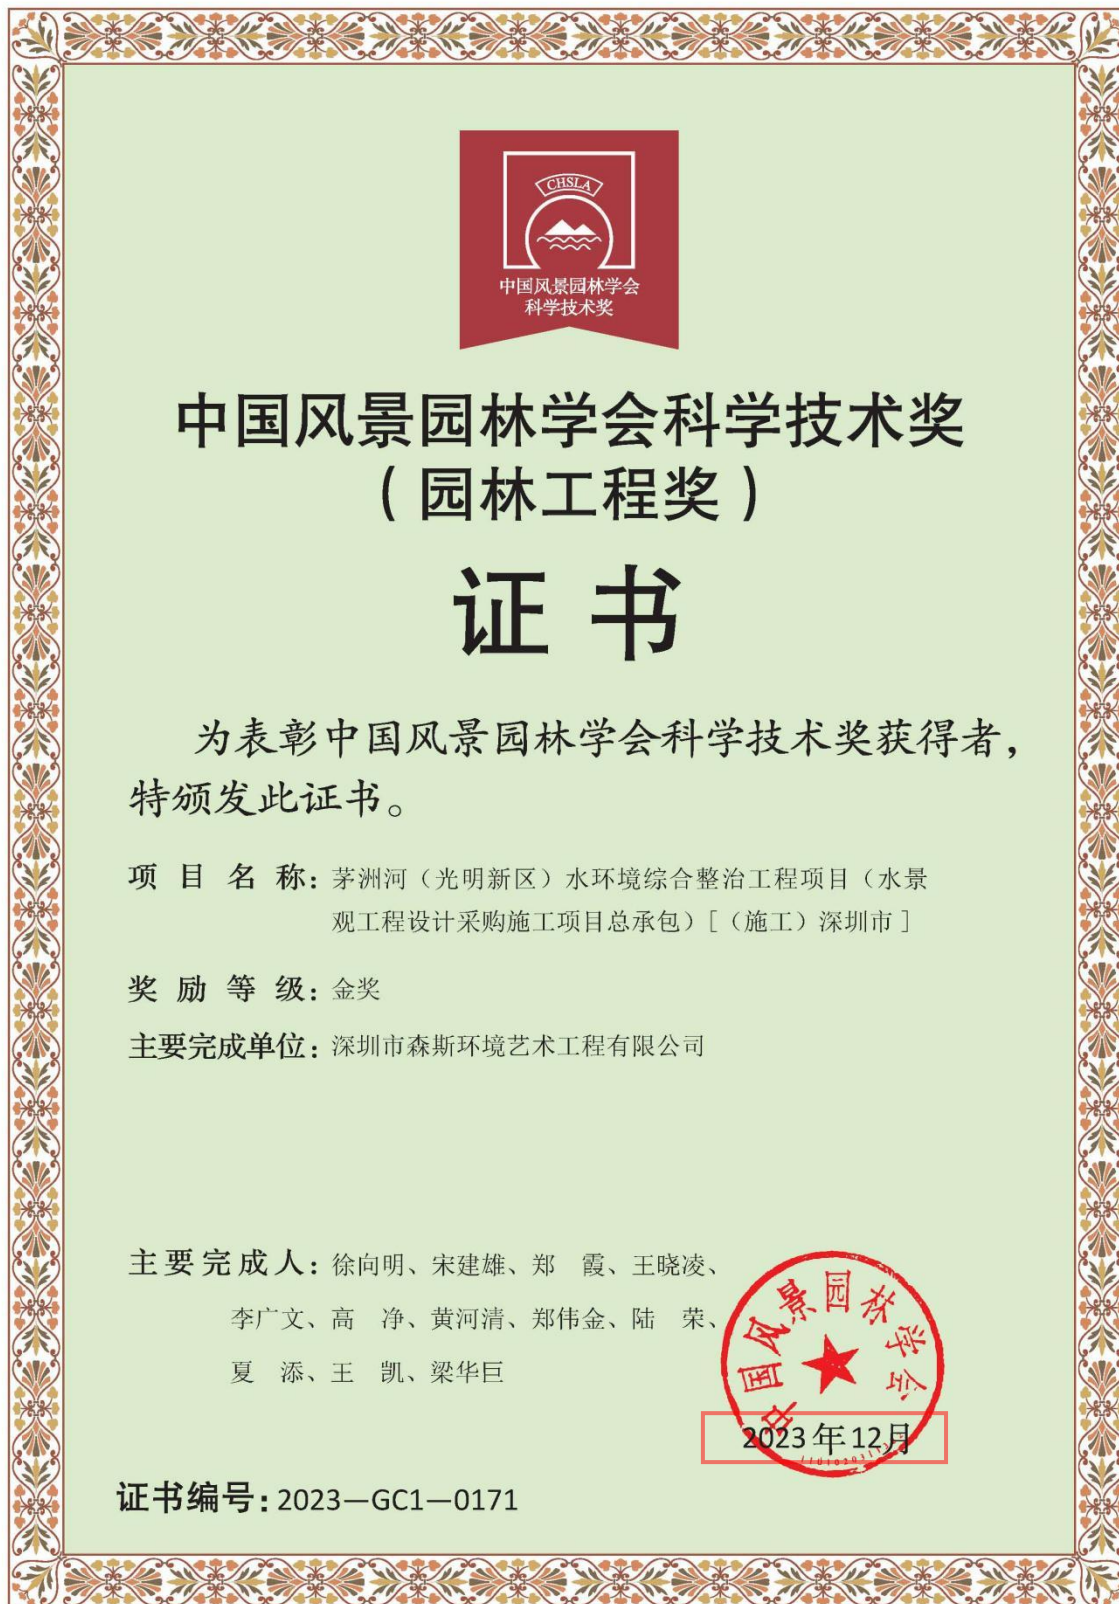 CHSLA
中国风景园林学会
科学技术奖
中国风景园林学会科学技术奖
（园林工程奖）
证书
为表彰中国风景园林学会科学技术奖获得者，
特颁发此证书。
项目名称：茅洲河（光明新区）水环境综合整治工程项目（水景
观工程设计采购施工项目总承包）[（施工）深圳市]
奖励等级：金奖
主要完成单位：深圳市森斯环境艺术工程有限公司
主要完成人：徐向明、宋建雄、郑 霞、王晓凌、
李广文、高 净、黄河清、郑伟金、陆 荣、
夏 添、王 凯、梁华巨
中国风景园林学会
2023年12月
证书编号：2023—GC1—0171